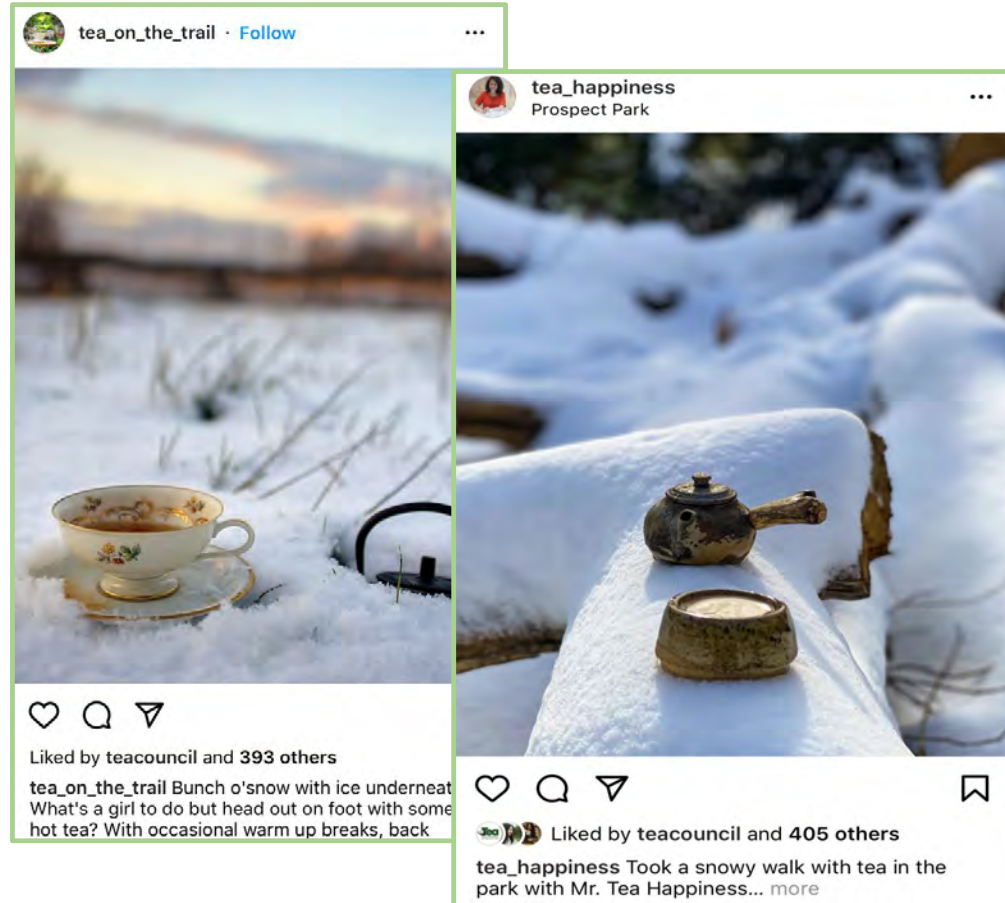 tea_on_the_trail · Follow
Liked by teacouncil and 393 others
tea_on_the_trail Bunch o'snow with ice underneat
What's a girl to do but head out on foot with some
hot tea? With occasional warm up breaks, back
tea_happiness
Prospect Park
Liked by teacouncil and 405 others
tea_happiness Took a snowy walk with tea in the
park with Mr. Tea Happiness... more